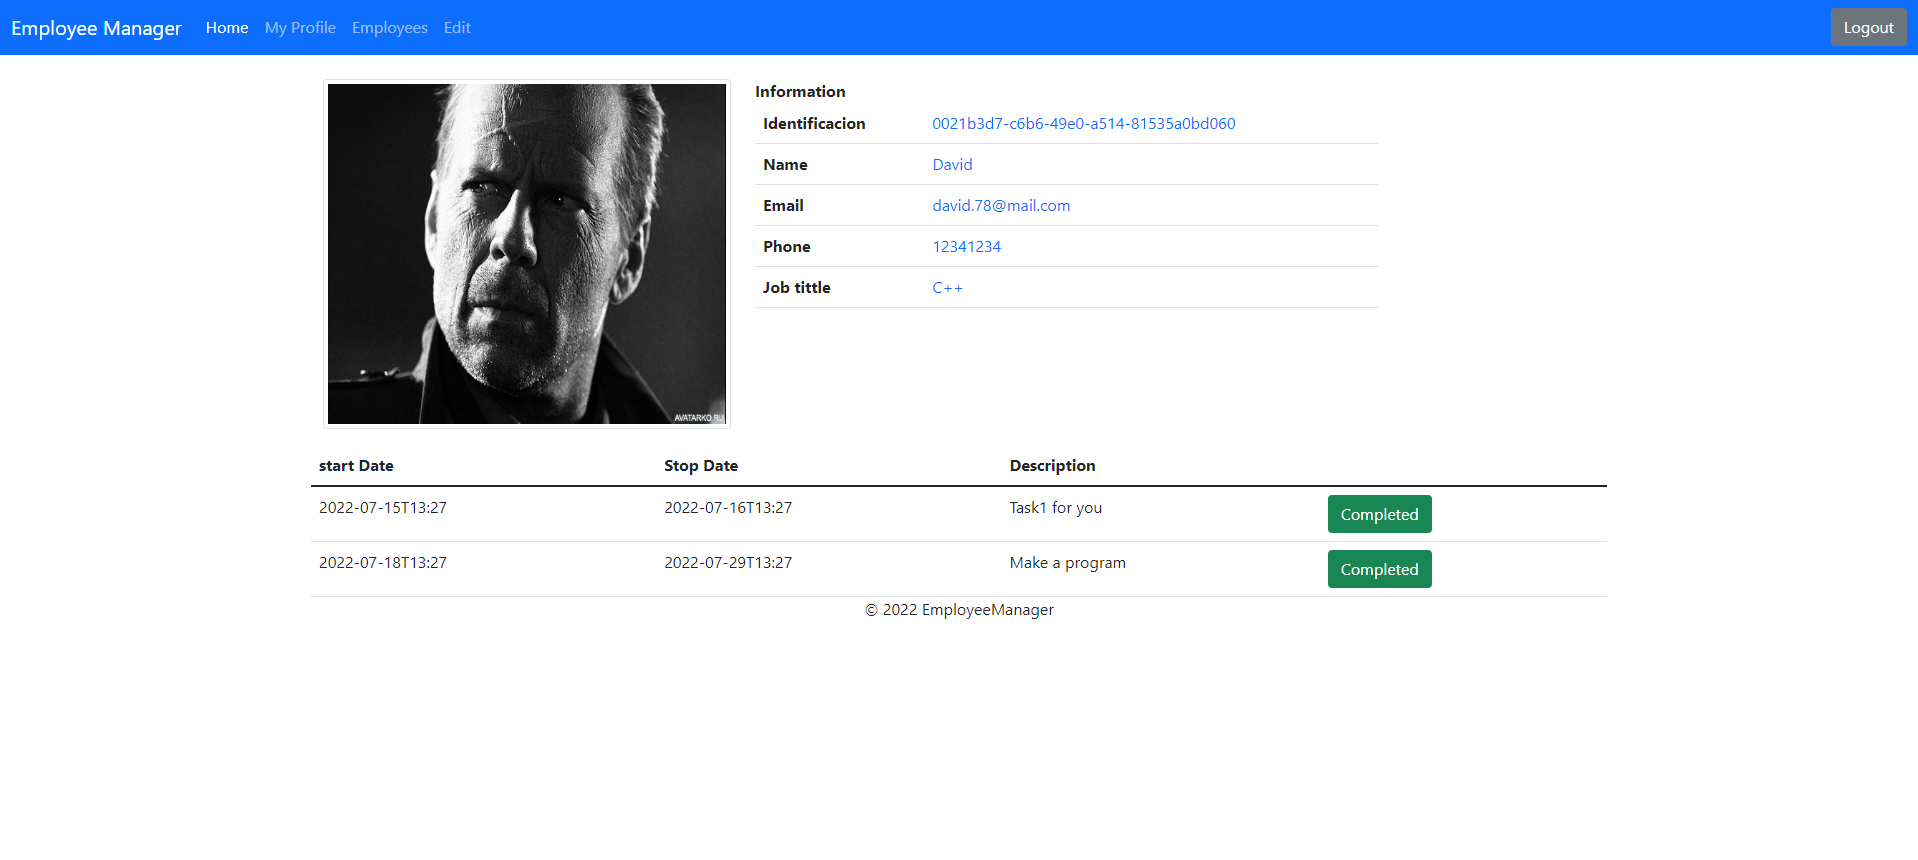 Employee Manager Home My Profile Employees Edit Logout
AVATARKO.RU
Information
Identificacion 0021b3d7-c6b6-49e0-a514-81535a0bd060
Name David
Email david.78@mail.com
Phone 12341234
Job tittle C++
start Date Stop Date Description
2022-07-15T13:27 2022-07-16T13:27 Task1 for you Completed
2022-07-18T13:27 2022-07-29T13:27 Make a program Completed
© 2022 EmployeeManager